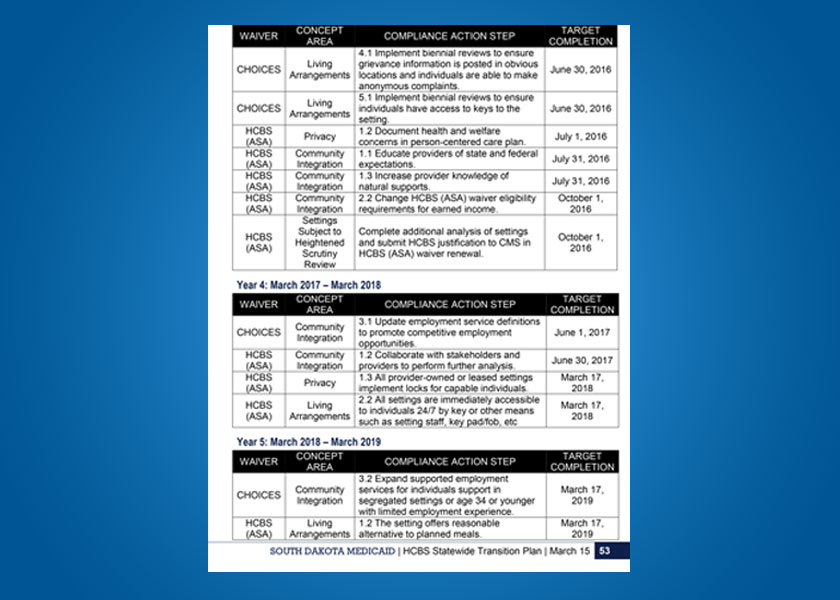 WAIVER CONCEPT AREA COMPLIANCE ACTION STEP TARGET COMPLETION
CHOICES
Living
Arrangements
4.1 Implement biennial reviews to ensure
grievance information is posted in obvious
locations and individuals are able to make
anonymous complaints.
June 30, 2016
CHOICES
Living
Arrangements
5.1 Implement biennial reviews to ensure
individuals have access to keys to the
setting.
June 30, 2016
HCBS
(ASA)
Privacy
1.2 Document health and welfare
concerns in person-centered care plan.
July 1, 2016
HCBS
(ASA)
Community
Integration
1.1 Educate providers of state and federal
expectations.
July 31, 2016
HCBS
(ASA)
Community
Integration
1.3 Increase provider knowledge of
natural supports.
July 31, 2016
HCBS
(ASA)
Community
Integration
2.2 Change HCBS (ASA) waiver eligibility
requirements for earned income.
October 1,
2016
HCBS
(ASA)
Settings
Subject to
Heightened
Scrutiny
Review
Complete additional analysis of settings
and submit HCBS justification to CMS in
HCBS (ASA) waiver renewal.
October 1,
2016
Year 4: March 2017 – March 2018
WAIVER CONCEPT AREA COMPLIANCE ACTION STEP TARGET COMPLETION
CHOICES
Community
Integration
3.1 Update employment service definitions
to promote competitive employment
opportunities.
June 1, 2017
HCBS
(ASA)
Community
Integration
1.2 Collaborate with stakeholders and
providers to perform further analysis.
June 30, 2017
HCBS
(ASA)
Privacy
1.3 All provider-owned or leased settings
implement locks for capable individuals.
March 17,
2018
HCBS
(ASA)
Living
Arrangements
2.2 All settings are immediately accessible
to individuals 24/7 by key or other means
such as setting staff, key pad/fob, etc
March 17,
2018
Year 5: March 2018 – March 2019
WAIVER CONCEPT AREA COMPLIANCE ACTION STEP TARGET COMPLETION
CHOICES
Community
Integration
3.2 Expand supported employment
services for individuals support in
segregated settings or age 34 or younger
with limited employment experience.
March 17,
2019
HCBS
(ASA)
Living
Arrangements
1.2 The setting offers reasonable
alternative to planned meals.
March 17,
2019
SOUTH DAKOTA MEDICAID | HCBS Statewide Transition Plan | March 15 53